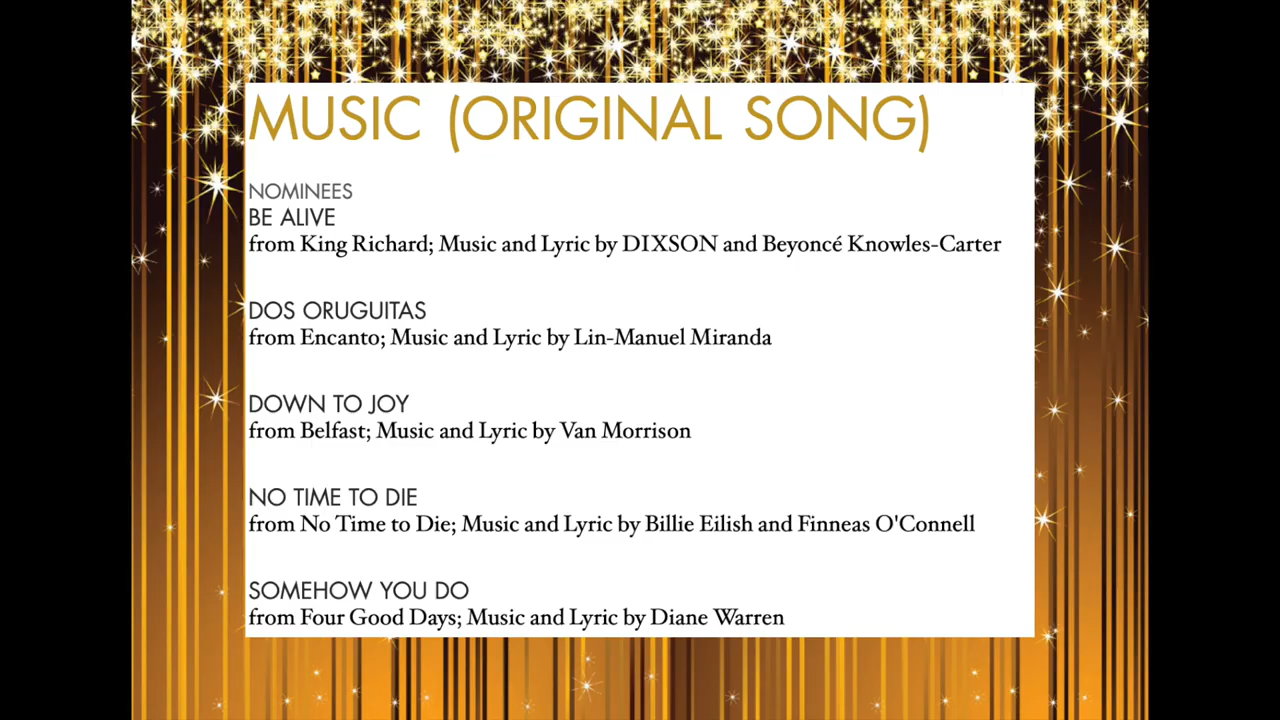 MUSIC (ORIGINAL SONG)
NOMINEES
BE ALIVE
from King Richard; Music and Lyric by DIXSON and Beyoncé Knowles-Carter
DOS ORUGUITAS
from Encanto; Music and Lyric by Lin-Manuel Miranda
DOWN TO JOY
from Belfast; Music and Lyric by Van Morrison
NO TIME TO DIE
from No Time to Die; Music and Lyric by Billie Eilish and Finneas O'Connell
SOMEHOW YOU DO
from Four Good Days; Music and Lyric by Diane Warren